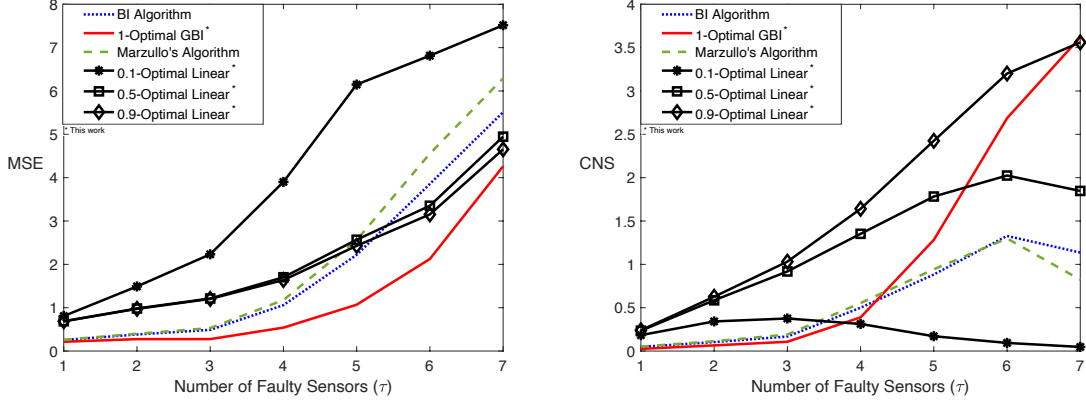 8
7
6
5
4
3
2
1
0
MSE
BI Algorithm
1-Optimal GBI*
Marzullo's Algorithm
0.1-Optimal Linear*
0.5-Optimal Linear*
0.9-Optimal Linear*
* This work
1 2 3 4 5 6 7
Number of Faulty Sensors (τ)
4
3.5
3
2.5
2
1.5
1
0.5
0
CNS
BI Algorithm
1-Optimal GBI*
Marzullo's Algorithm
0.1-Optimal Linear*
0.5-Optimal Linear*
0.9-Optimal Linear*
* This work
1 2 3 4 5 6 7
Number of Faulty Sensors (τ)